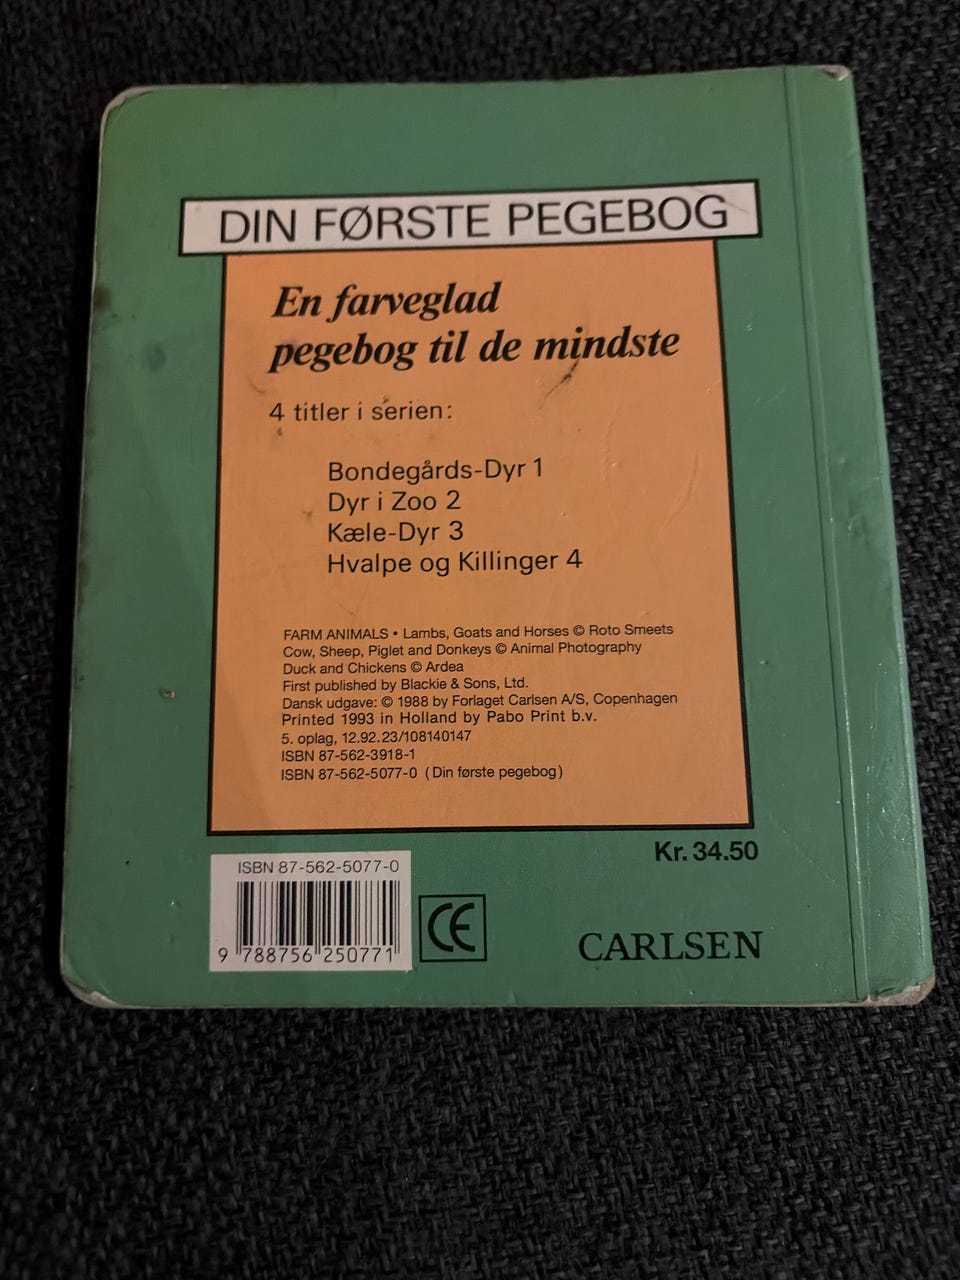 DIN FØRSTE PEGEBOG
En farveglad
pegebog til de mindste
4 titler i serien:
Bondegårds-Dyr 1
Dyr i Zoo 2
Kæle-Dyr 3
Hvalpe og Killinger 4
FARM ANIMALS • Lambs, Goats and Horses © Roto Smeets
Cow, Sheep, Piglet and Donkeys © Animal Photography
Duck and Chickens © Ardea
First published by Blackie & Sons, Ltd.
Dansk udgave: © 1988 by Forlaget Carlsen A/S, Copenhagen
Printed 1993 in Holland by Pabo Print b.v.
5. oplag, 12.92.23/108140147
ISBN 87-562-3918-1
ISBN 87-562-5077-0 (Din første pegebog)
Kr. 34.50
ISBN 87-562-5077-0
9 788756 250771
CE
CARLSEN